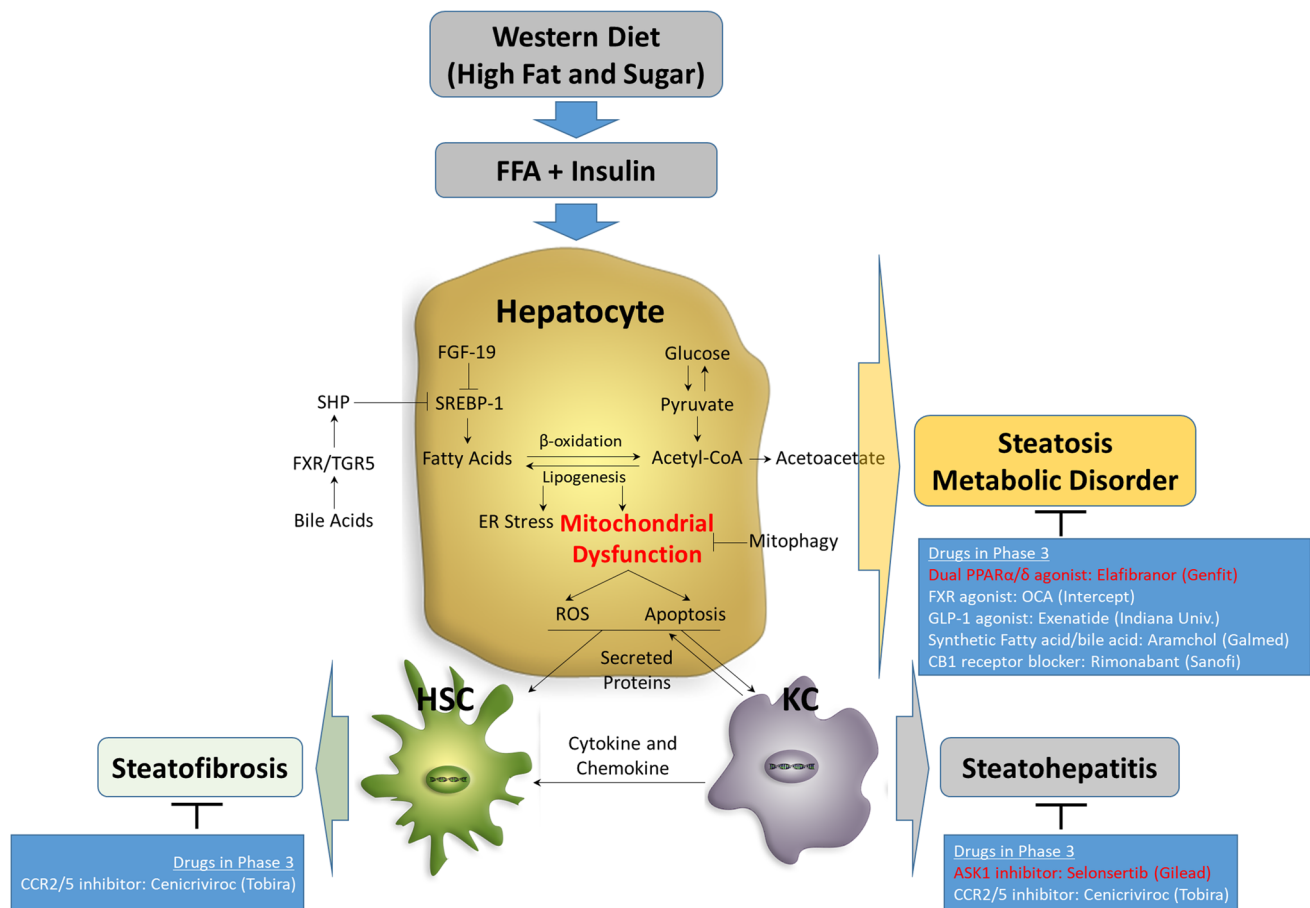 Western Diet
(High Fat and Sugar)
FFA + Insulin
Hepatocyte
FGF-19
SREBP-1
Fatty Acids
SHP
FXR/TGR5
Bile Acids
Glucose
Pyruvate
Acetyl-CoA
Acetoacetate
β-oxidation
Lipogenesis
ER Stress
Mitochondrial
Dysfunction
Mitophagy
ROS
Apoptosis
Secreted
Proteins
HSC
KC
Cytokine and
Chemokine
Steatosis
Metabolic Disorder
Drugs in Phase 3
Dual PPARα/δ agonist: Elafibranor (Genfit)
FXR agonist: OCA (Intercept)
GLP-1 agonist: Exenatide (Indiana Univ.)
Synthetic Fatty acid/bile acid: Aramchol (Galmed)
CB1 receptor blocker: Rimonabant (Sanofi)
Steatofibrosis
Drugs in Phase 3
CCR2/5 inhibitor: Cenicriviroc (Tobira)
Steatohepatitis
Drugs in Phase 3
ASK1 inhibitor: Selonsertib (Gilead)
CCR2/5 inhibitor: Cenicriviroc (Tobira)